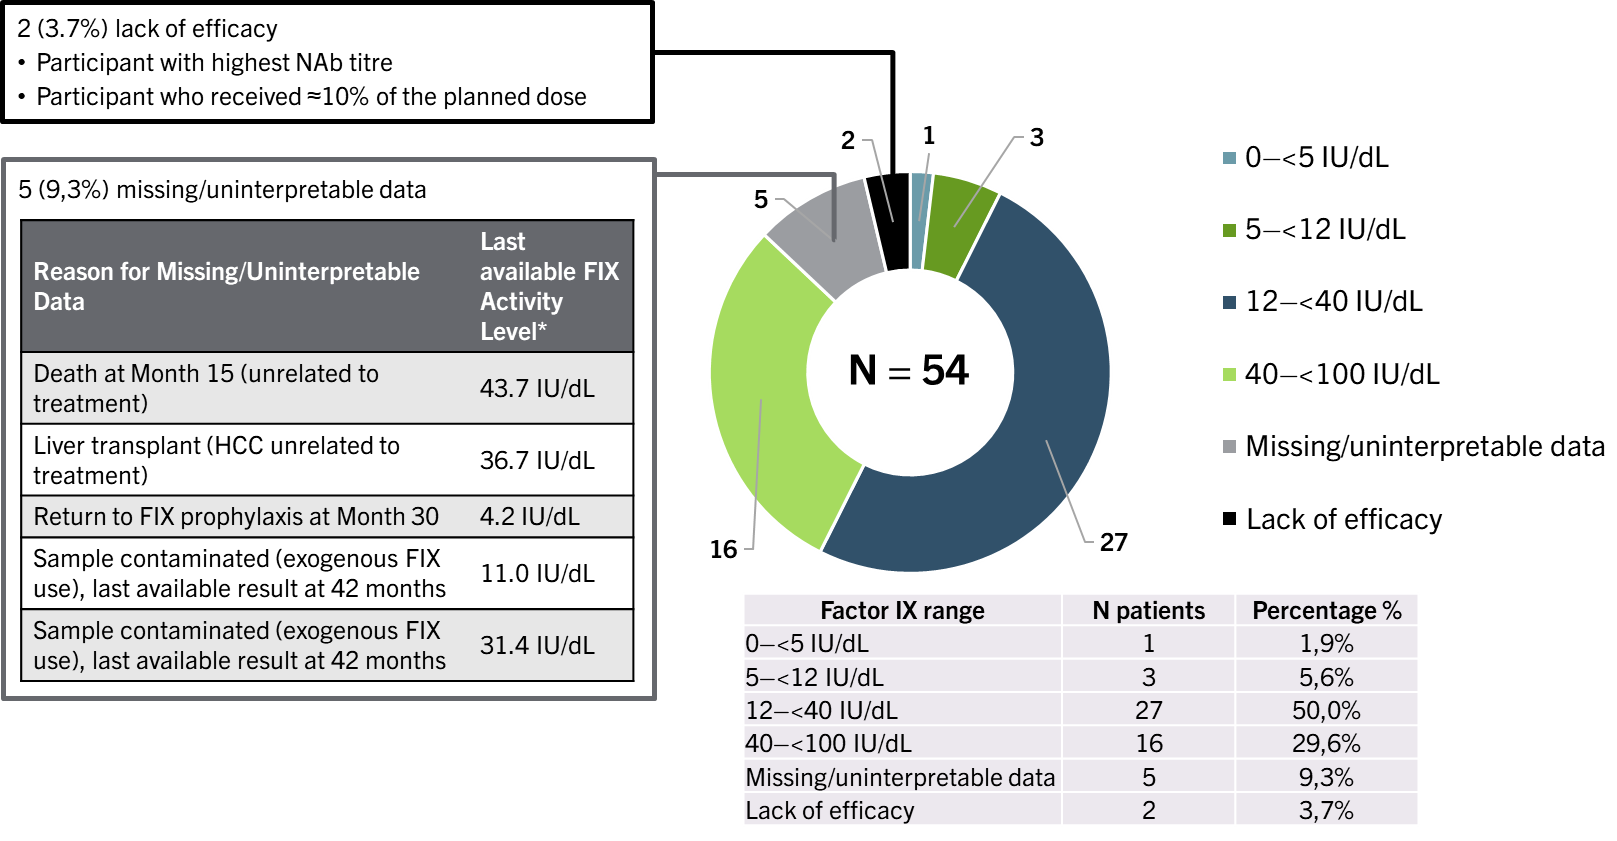 2 (3.7%) lack of efficacy
• Participant with highest NAb titre
• Participant who received ≈10% of the planned dose
5 (9,3%) missing/uninterpretable data
Reason for Missing/Uninterpretable
Data
Last
available FIX
Activity
Level*
Death at Month 15 (unrelated to
treatment)
43.7 IU/dL
Liver transplant (HCC unrelated to
treatment)
36.7 IU/dL
Return to FIX prophylaxis at Month 30
4.2 IU/dL
Sample contaminated (exogenous FIX
use), last available result at 42 months
11.0 IU/dL
Sample contaminated (exogenous FIX
use), last available result at 42 months
31.4 IU/dL
2
1
3
5
16
27
N = 54
0–<5 IU/dL
5–<12 IU/dL
12–<40 IU/dL
40–<100 IU/dL
Missing/uninterpretable data
Lack of efficacy
Factor IX range N patients Percentage %
0–<5 IU/dL 1 1,9%
5–<12 IU/dL 3 5,6%
12–<40 IU/dL 27 50,0%
40–<100 IU/dL 16 29,6%
Missing/uninterpretable data 5 9,3%
Lack of efficacy 2 3,7%